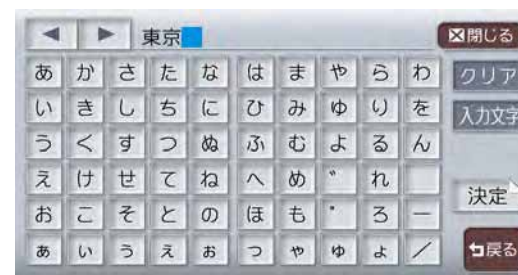 東京
閉じる
あ か さ た な は ま や ら わ
クリア
い き し ち に ひ み ゆ り を
入力文字
う く す つ ぬ ふ む よ る ん
え け せ て ね へ め ゛ れ
決定
お こ そ と の ほ も ゜ ろ ー
ぁ ぃ ぅ ぇ ぉ っ ゃ ゅ ょ ／
戻る